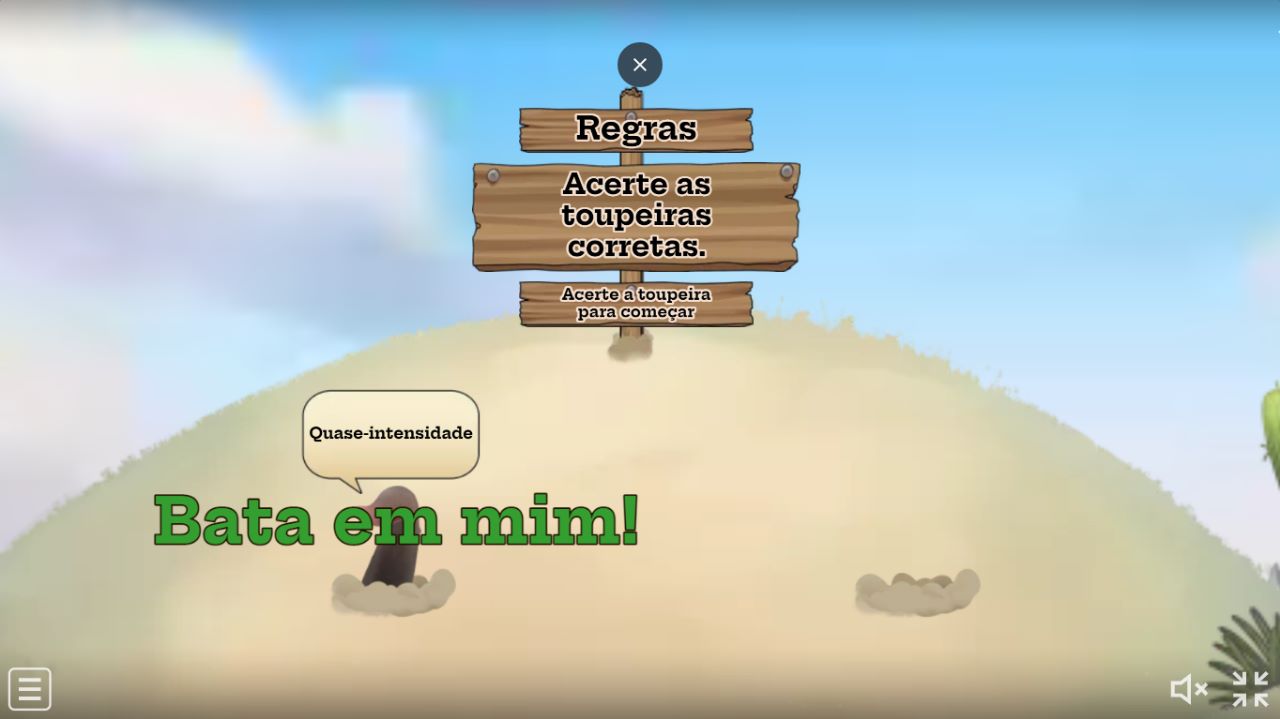 Regras
Acerte as
toupeiras
corretas.
Acerte a toupeira
para começar
Quase-intensidade
Bata em mim!